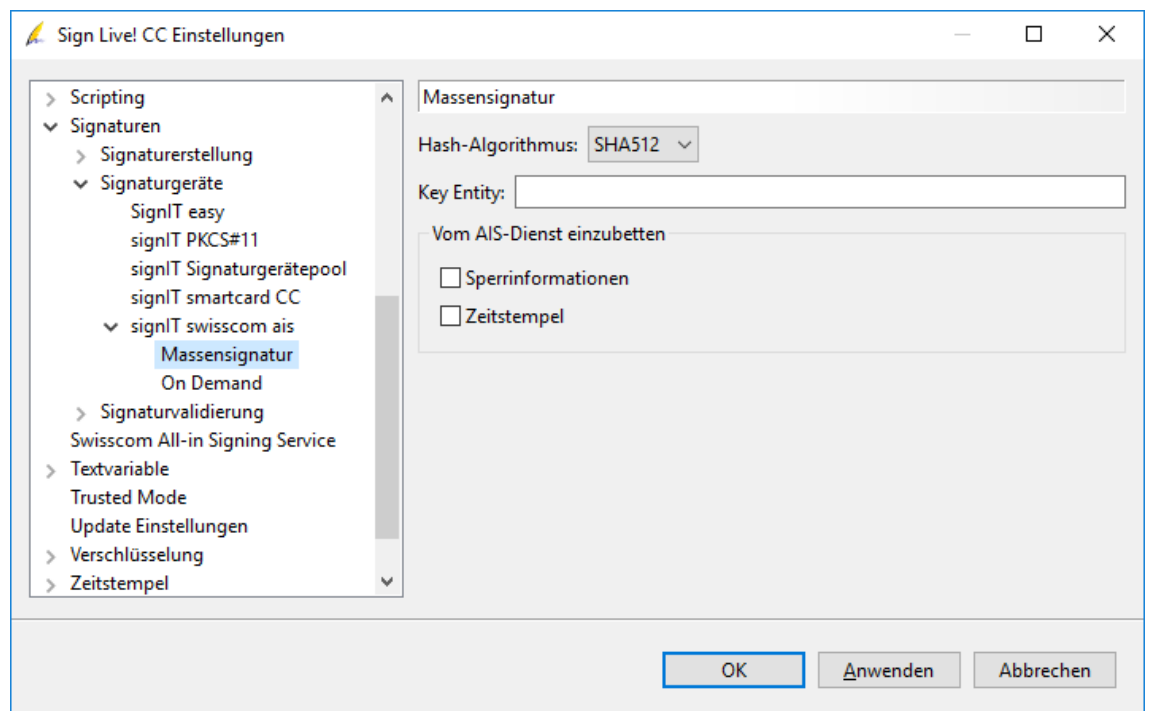 Sign Live! CC Einstellungen
Scripting
Signaturen
Signaturerstellung
Signaturgeräte
SignIT easy
signIT PKCS#11
signIT Signaturgerätepool
signIT smartcard CC
signIT swisscom ais
Massensignatur
On Demand
Signaturvalidierung
Swisscom All-in Signing Service
Textvariable
Trusted Mode
Update Einstellungen
Verschlüsselung
Zeitstempel
Massensignatur
Hash-Algorithmus: SHA512
Key Entity:
Vom AIS-Dienst einzubetten
Sperrinformationen
Zeitstempel
OK Anwenden Abbrechen